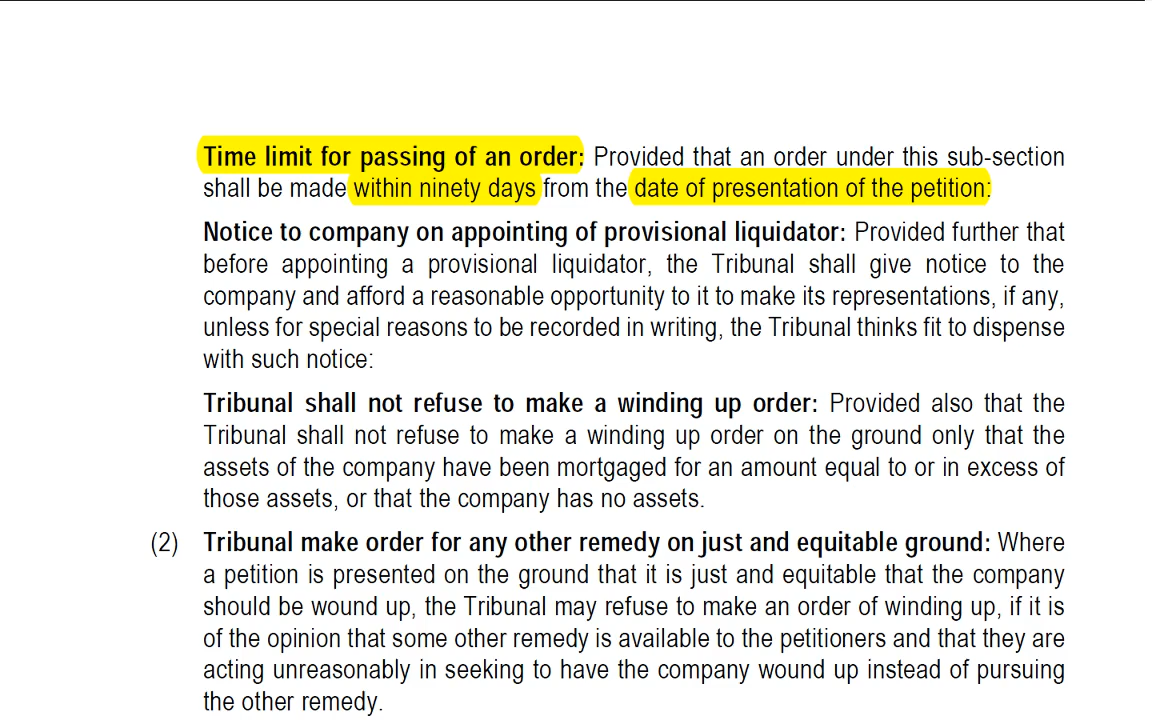 Time limit for passing of an order: Provided that an order under this sub-section
shall be made within ninety days from the date of presentation of the petition:
Notice to company on appointing of provisional liquidator: Provided further that
before appointing a provisional liquidator, the Tribunal shall give notice to the
company and afford a reasonable opportunity to it to make its representations, if any,
unless for special reasons to be recorded in writing, the Tribunal thinks fit to dispense
with such notice:
Tribunal shall not refuse to make a winding up order: Provided also that the
Tribunal shall not refuse to make a winding up order on the ground only that the
assets of the company have been mortgaged for an amount equal to or in excess of
those assets, or that the company has no assets.
(2) Tribunal make order for any other remedy on just and equitable ground: Where
a petition is presented on the ground that it is just and equitable that the company
should be wound up, the Tribunal may refuse to make an order of winding up, if it is
of the opinion that some other remedy is available to the petitioners and that they are
acting unreasonably in seeking to have the company wound up instead of pursuing
the other remedy.